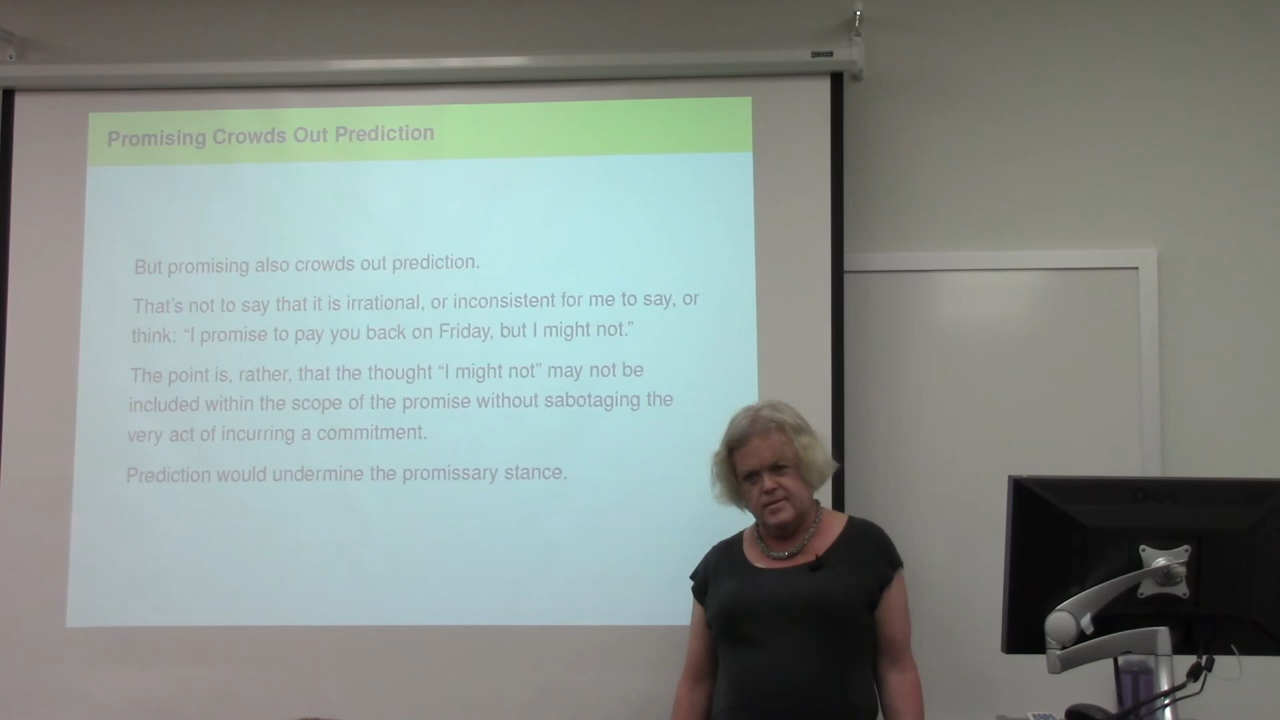 Promising Crowds Out Prediction
But promising also crowds out prediction.
That's not to say that it is irrational, or inconsistent for me to say, or
think: “I promise to pay you back on Friday, but I might not.”
The point is, rather, that the thought “I might not” may not be
included within the scope of the promise without sabotaging the
very act of incurring a commitment.
Prediction would undermine the promissary stance.